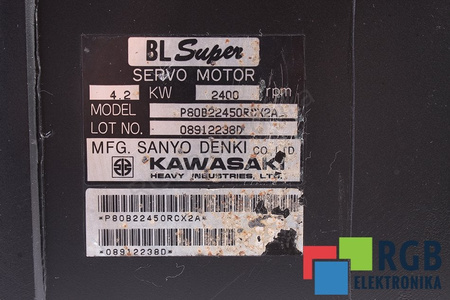 BL Super
SERVO MOTOR
4.2 KW 2400 rpm
MODEL P80B22450RCX2A
LOT NO. 08912238D
MFG. SANYO DENKI CO. LTD
KAWASAKI
HEAVY INDUSTRIES, LTD.
*P80B22450RCX2A*
*08912238D*
RGB
ELEKTRONIKA